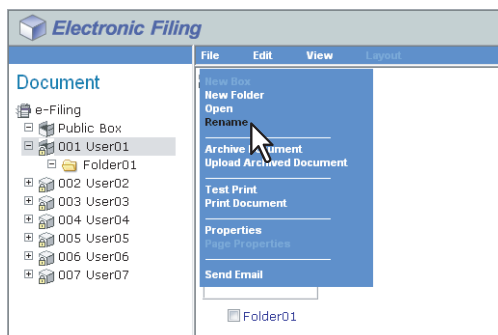 Electronic Filing
File Edit View Layout
Document
e-Filing
Public Box
001 User01
Folder01
002 User02
003 User03
004 User04
005 User05
006 User06
007 User07
New Box
New Folder
Open
Rename
Archive Document
Upload Archived Document
Test Print
Print Document
Properties
Page Properties
Send Email
Folder01